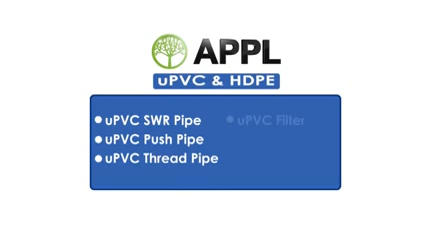 APPL
uPVC & HDPE
uPVC SWR Pipe
uPVC Push Pipe
uPVC Thread Pipe
uPVC Filter